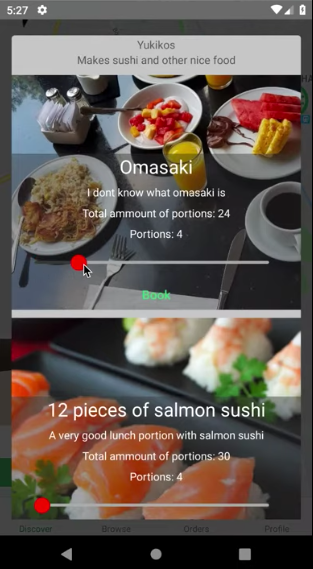 5:27
Yukikos
Makes sushi and other nice food
Omasaki
I dont know what omasaki is
Total ammount of portions: 24
Portions: 4
Book
12 pieces of salmon sushi
A very good lunch portion with salmon sushi
Total ammount of portions: 30
Portions: 4
Discover Browse Orders Profile